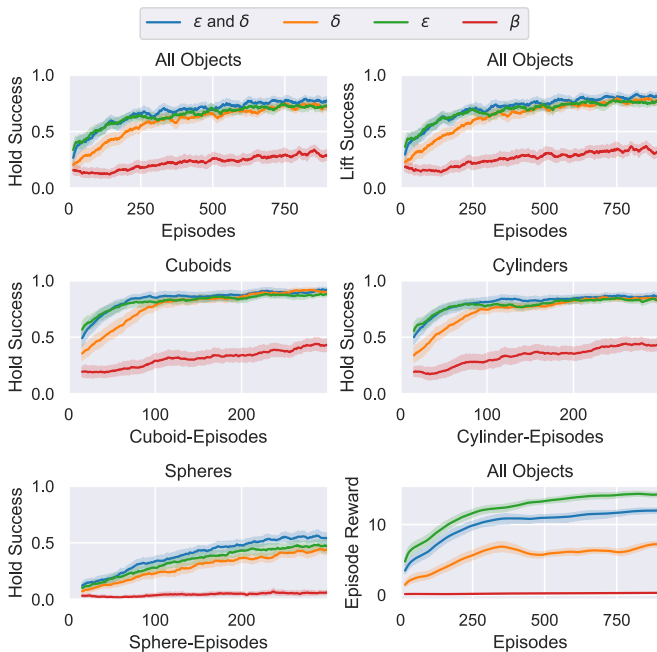 ε and δ δ ε β
All Objects All Objects
Hold Success Lift Success
1.0 1.0
0.5 0.5
0.0 0.0
0 250 500 750 0 250 500 750
Episodes Episodes
Cuboids Cylinders
Hold Success Hold Success
1.0 1.0
0.5 0.5
0.0 0.0
0 100 200 0 100 200
Cuboid-Episodes Cylinder-Episodes
Spheres All Objects
Hold Success Episode Reward
1.0
0.5 10
0.0 0
0 100 200 0 250 500 750
Sphere-Episodes Episodes